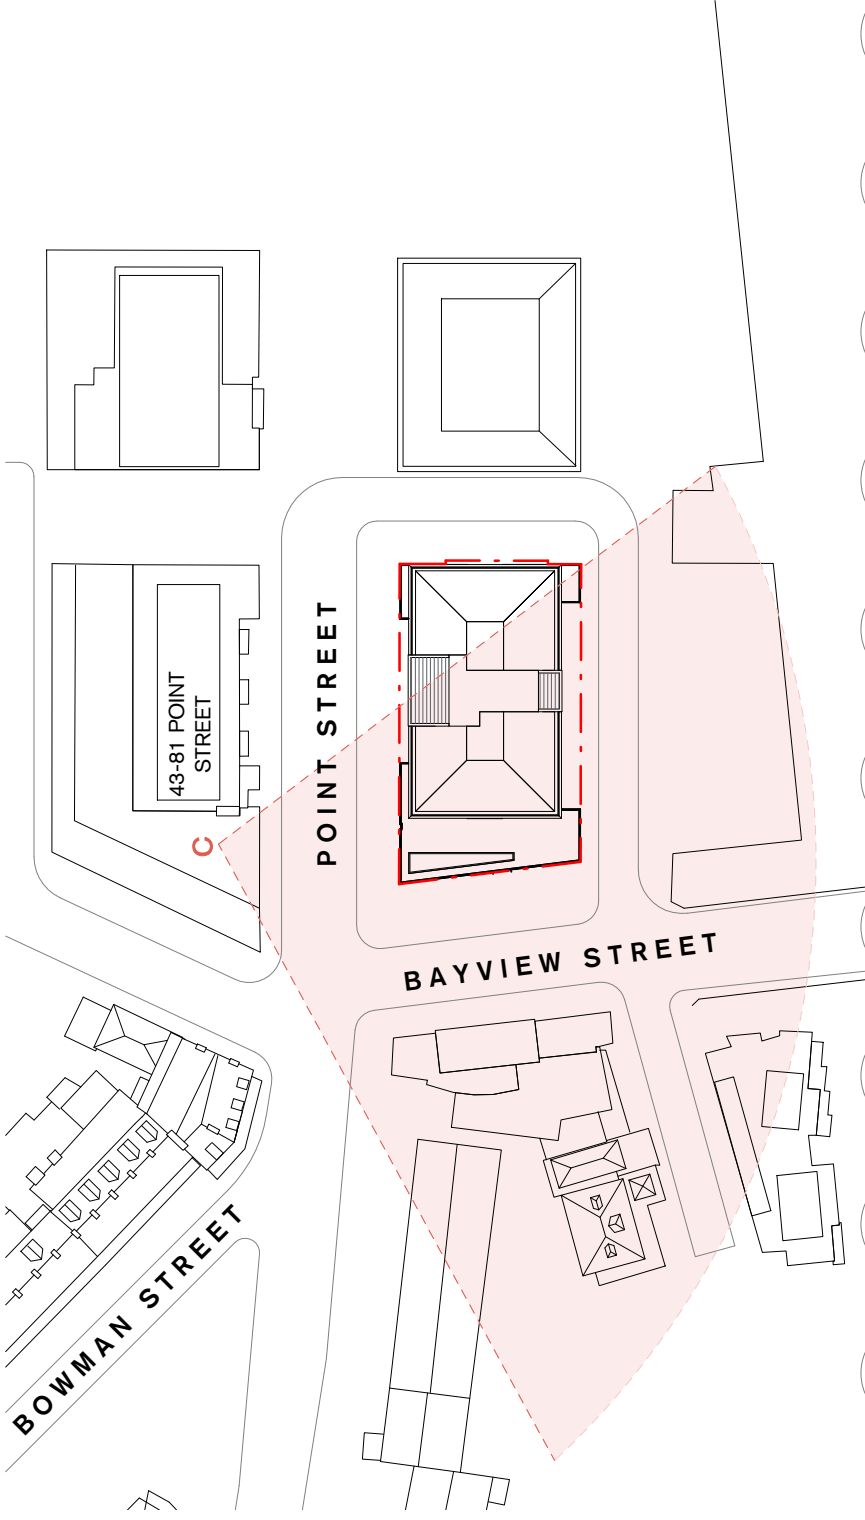 43-81 POINT
STREET
POINT STREET
C
BAYVIEW STREET
BOWMAN STREET